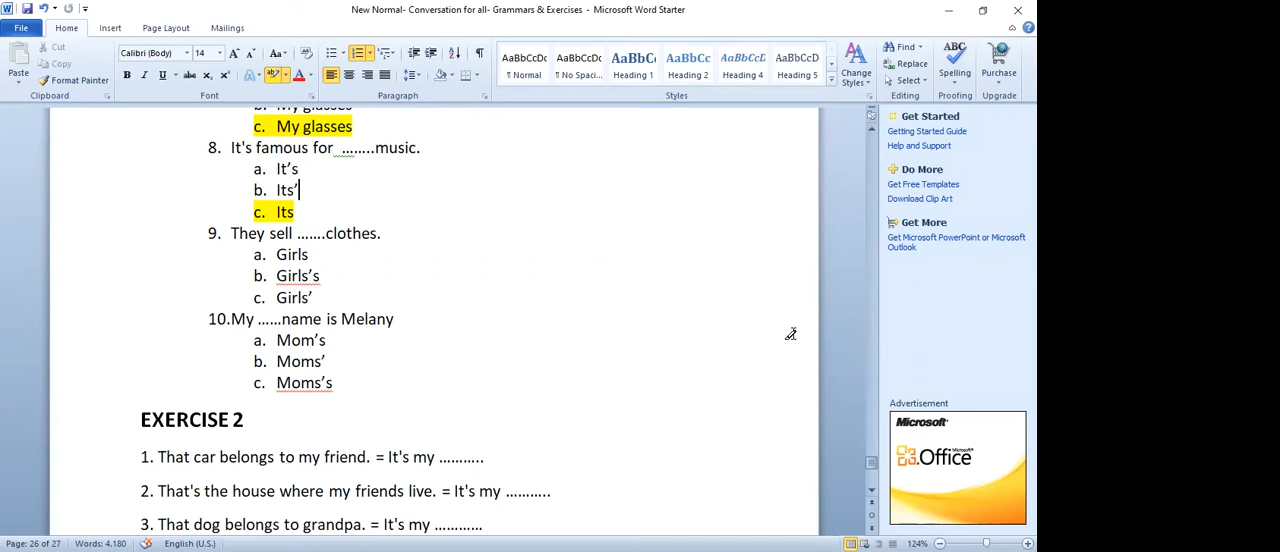 New Normal- Conversation for all- Grammars & Exercises - Microsoft Word Starter
File Home Insert Page Layout Mailings
Paste
Cut
Copy
Format Painter
Clipboard
Calibri (Body) 14
Font
Paragraph
AaBbCcDc AaBbCcDc AaBbCc AaBbCc AaBbCcD AaBbCcD
¶ Normal ¶ No Spaci... Heading 1 Heading 2 Heading 4 Heading 5
Change Styles
Styles
Find
Replace
Select
Editing
Spelling
Proofing
Purchase
Upgrade
b. My glasses
c. My glasses
8. It's famous for ........music.
a. It’s
b. Its’
c. Its
9. They sell .......clothes.
a. Girls
b. Girls’s
c. Girls’
10.My ......name is Melany
a. Mom’s
b. Moms’
c. Moms’s
EXERCISE 2
1. That car belongs to my friend. = It's my ...........
2. That's the house where my friends live. = It's my ...........
3. That dog belongs to grandpa. = It's my ............
Get Started
Getting Started Guide
Help and Support
Do More
Get Free Templates
Download Clip Art
Get More
Get Microsoft PowerPoint or Microsoft
Outlook
Advertisement
Microsoft
Microsoft
Office
Page: 26 of 27 Words: 4.180 English (U.S.) 124%